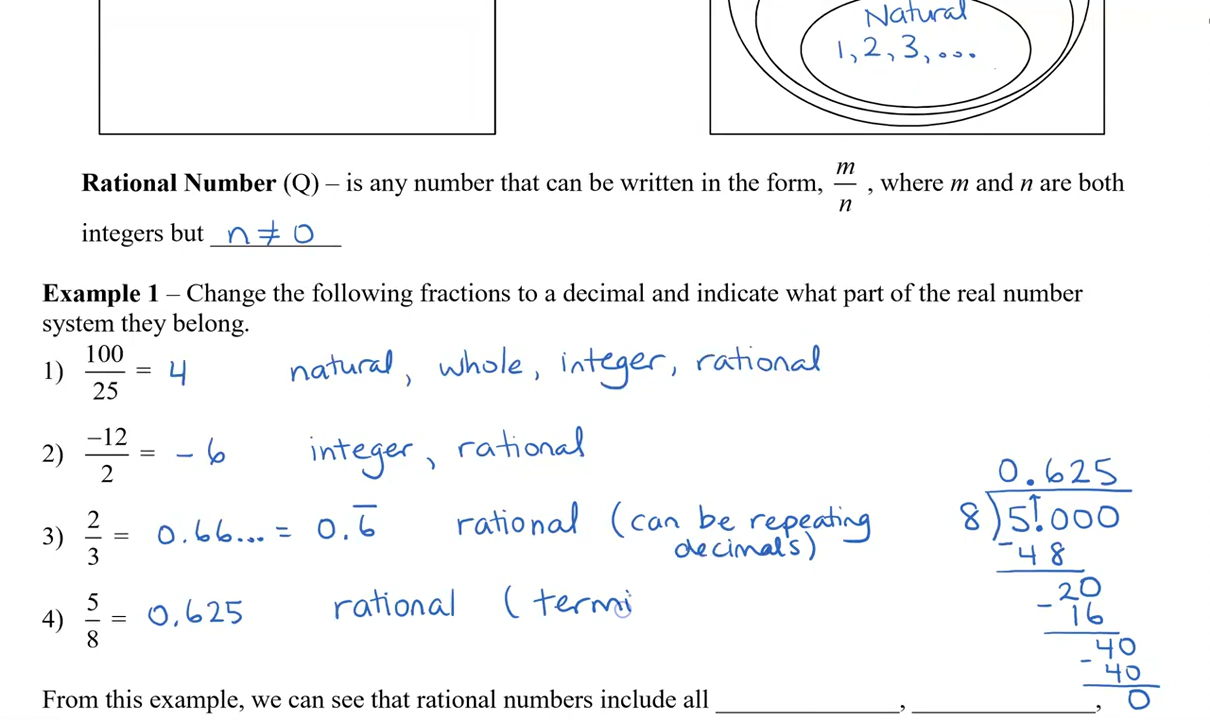 Natural
1, 2, 3, ...
Rational Number (Q) – is any number that can be written in the form, m/n , where m and n are both
integers but n ≠ 0
Example 1 – Change the following fractions to a decimal and indicate what part of the real number
system they belong.
1) 100/25 = 4 natural, whole, integer, rational
2) −12/2 = -6 integer, rational
3) 2/3 = 0.66... = 0.6̅ rational (can be repeating
decimals)
4) 5/8 = 0.625 rational (termi
0.625
8)5.000
-48
20
-16
40
-40
0
From this example, we can see that rational numbers include all ______________, ______________,